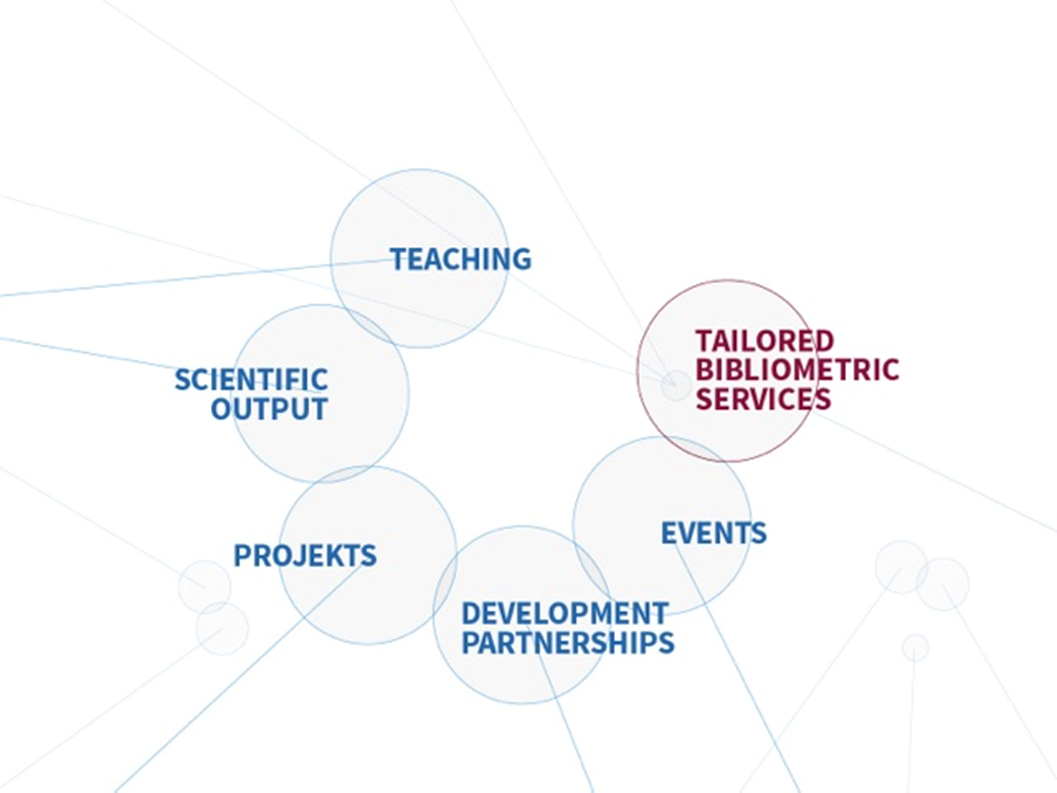 TEACHING
TAILORED
BIBLIOMETRIC
SERVICES
SCIENTIFIC
OUTPUT
EVENTS
PROJEKTS
DEVELOPMENT
PARTNERSHIPS